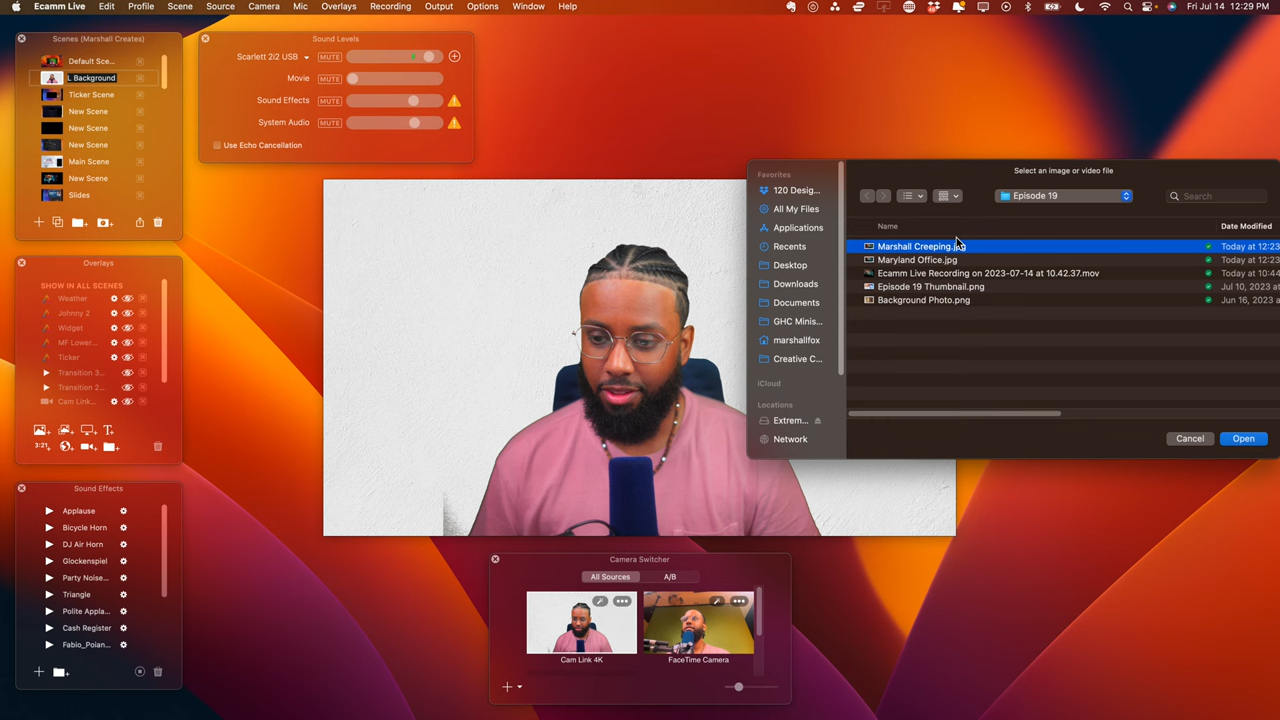 Ecamm Live Edit Profile Scene Source Camera Mic Overlays Recording Output Options Window Help Fri Jul 14 12:29 PM
Scenes (Marshall Creates)
Default Sce...
L Background
Ticker Scene
New Scene
New Scene
New Scene
Main Scene
New Scene
Slides
Sound Levels
Scarlett 2i2 USB MUTE
Movie MUTE
Sound Effects MUTE
System Audio MUTE
Use Echo Cancellation
Overlays
SHOW IN ALL SCENES
Weather
Johnny 2
Widget
MF Lower...
Ticker
Transition 3...
Transition 2...
Cam Link...
3:21
Sound Effects
Applause
Bicycle Horn
DJ Air Horn
Glockenspiel
Party Noise...
Triangle
Polite Appla...
Cash Register
Fabio_Polan...
Select an image or video file
Episode 19
Search
Favorites
120 Desig...
All My Files
Applications
Recents
Desktop
Downloads
Documents
GHC Minis...
marshallfox
Creative C...
iCloud
Locations
Extrem...
Network
Name Date Modified
Marshall Creeping.jpg Today at 12:23
Maryland Office.jpg Today at 12:23
Ecamm Live Recording on 2023-07-14 at 10.42.37.mov Today at 10:44
Episode 19 Thumbnail.png Jul 10, 2023 at
Background Photo.png Jun 16, 2023 a
Cancel Open
Camera Switcher
All Sources A/B
Cam Link 4K FaceTime Camera